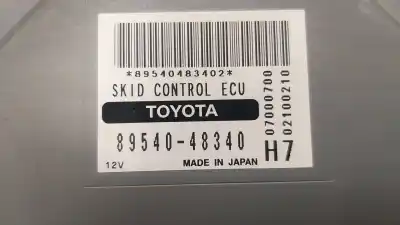 *89540483402*
SKID CONTROL ECU
TOYOTA
89540-48340
12V MADE IN JAPAN H7
07000700
02100210